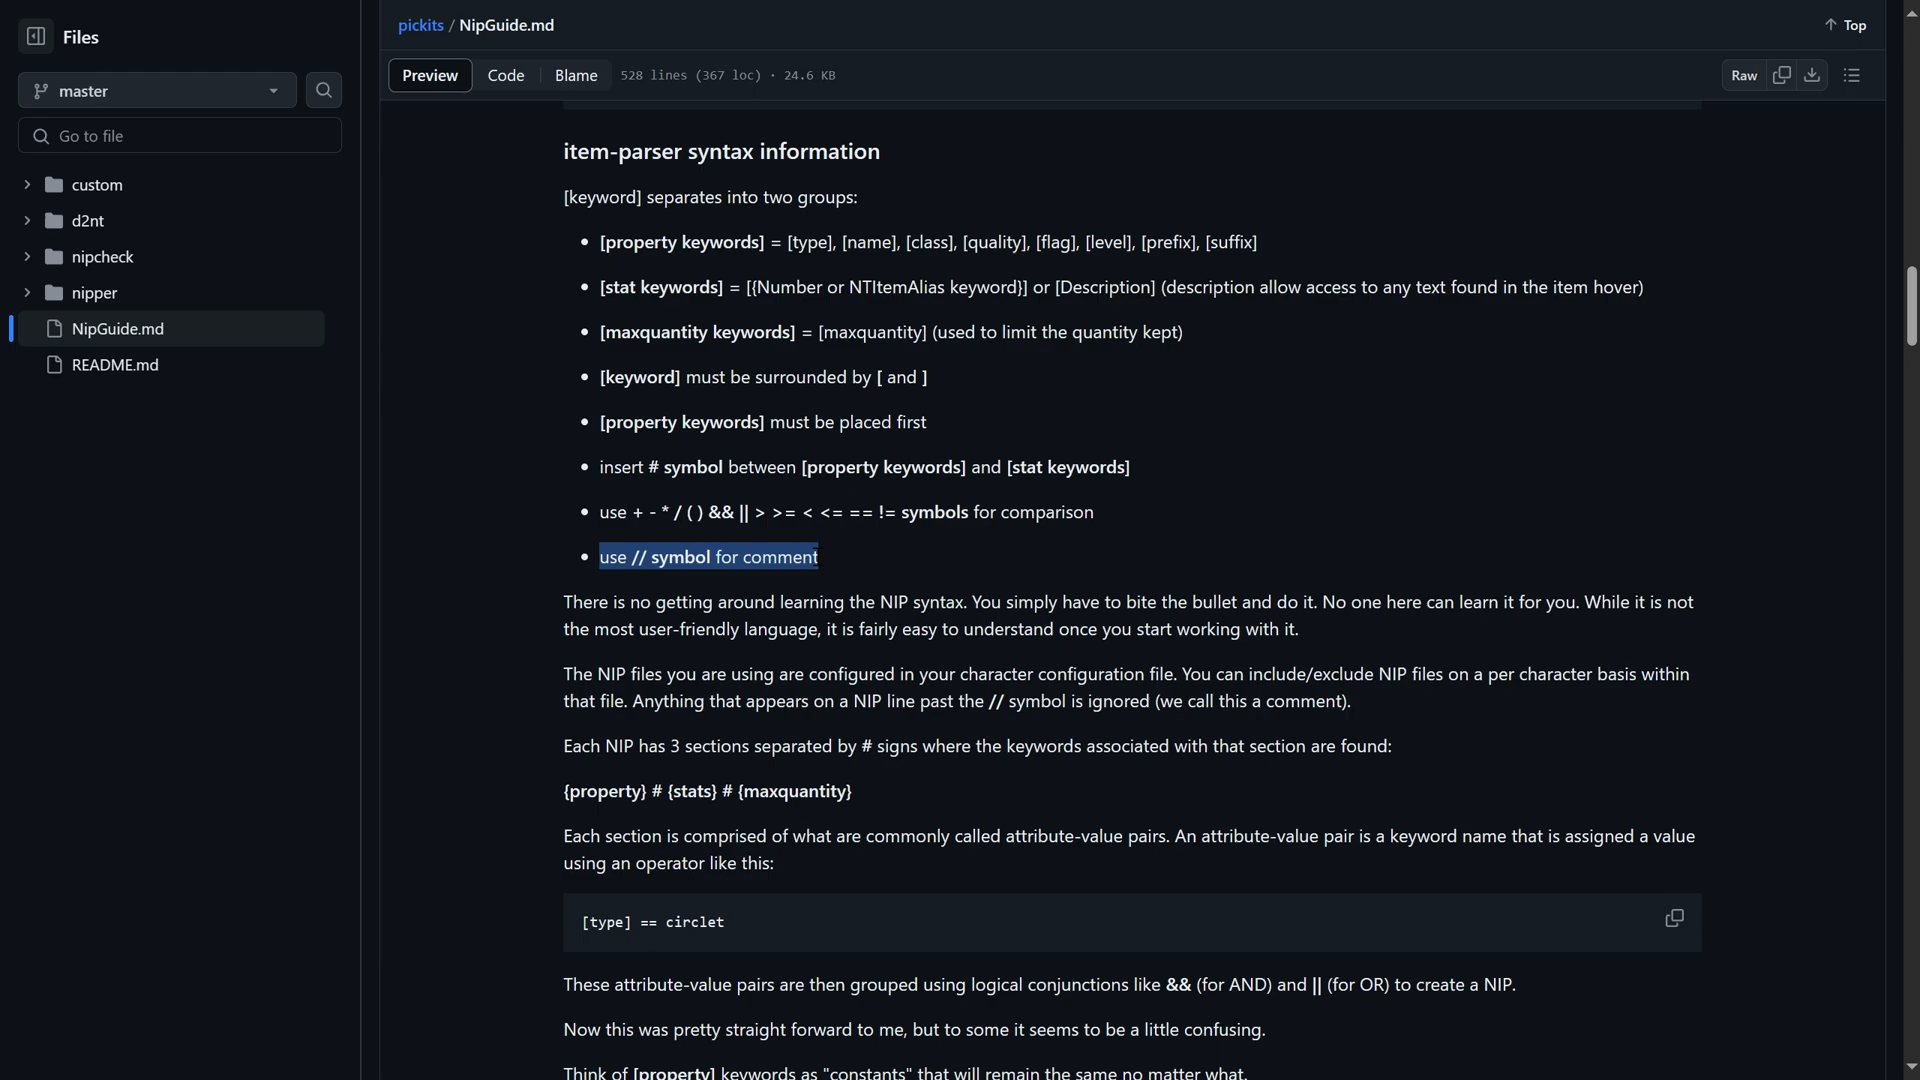 Files
master
Go to file
custom
d2nt
nipcheck
nipper
NipGuide.md
README.md
pickits / NipGuide.md
Top
Preview Code Blame 528 lines (367 loc) · 24.6 KB
Raw
item-parser syntax information
[keyword] separates into two groups:
• [property keywords] = [type], [name], [class], [quality], [flag], [level], [prefix], [suffix]
• [stat keywords] = [{Number or NTItemAlias keyword}] or [Description] (description allow access to any text found in the item hover)
• [maxquantity keywords] = [maxquantity] (used to limit the quantity kept)
• [keyword] must be surrounded by [ and ]
• [property keywords] must be placed first
• insert # symbol between [property keywords] and [stat keywords]
• use + - * / ( ) && || > >= < <= == != symbols for comparison
• use // symbol for comment
There is no getting around learning the NIP syntax. You simply have to bite the bullet and do it. No one here can learn it for you. While it is not
the most user-friendly language, it is fairly easy to understand once you start working with it.
The NIP files you are using are configured in your character configuration file. You can include/exclude NIP files on a per character basis within
that file. Anything that appears on a NIP line past the // symbol is ignored (we call this a comment).
Each NIP has 3 sections separated by # signs where the keywords associated with that section are found:
{property} # {stats} # {maxquantity}
Each section is comprised of what are commonly called attribute-value pairs. An attribute-value pair is a keyword name that is assigned a value
using an operator like this:
[type] == circlet
These attribute-value pairs are then grouped using logical conjunctions like && (for AND) and || (for OR) to create a NIP.
Now this was pretty straight forward to me, but to some it seems to be a little confusing.
Think of [property] keywords as "constants" that will remain the same no matter what.